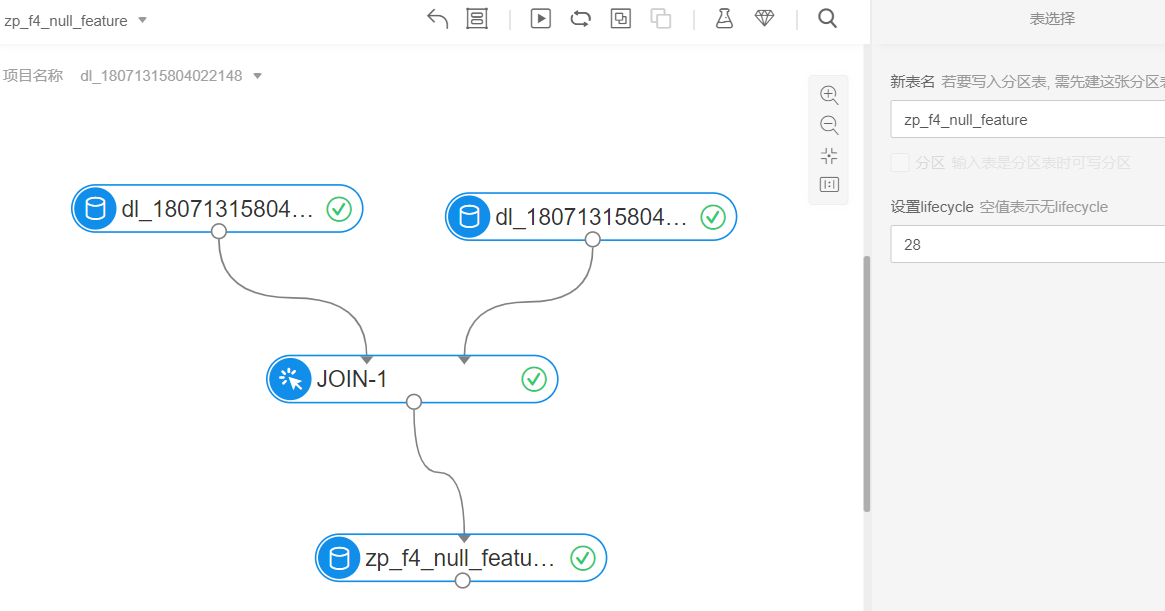 zp_f4_null_feature
表选择
项目名称 dl_18071315804022148
新表名 若要写入分区表, 需先建这张分区表
zp_f4_null_feature
分区 输入表是分区表时可写分区
设置lifecycle 空值表示无lifecycle
28
dl_18071315804...
dl_18071315804...
JOIN-1
zp_f4_null_featu...